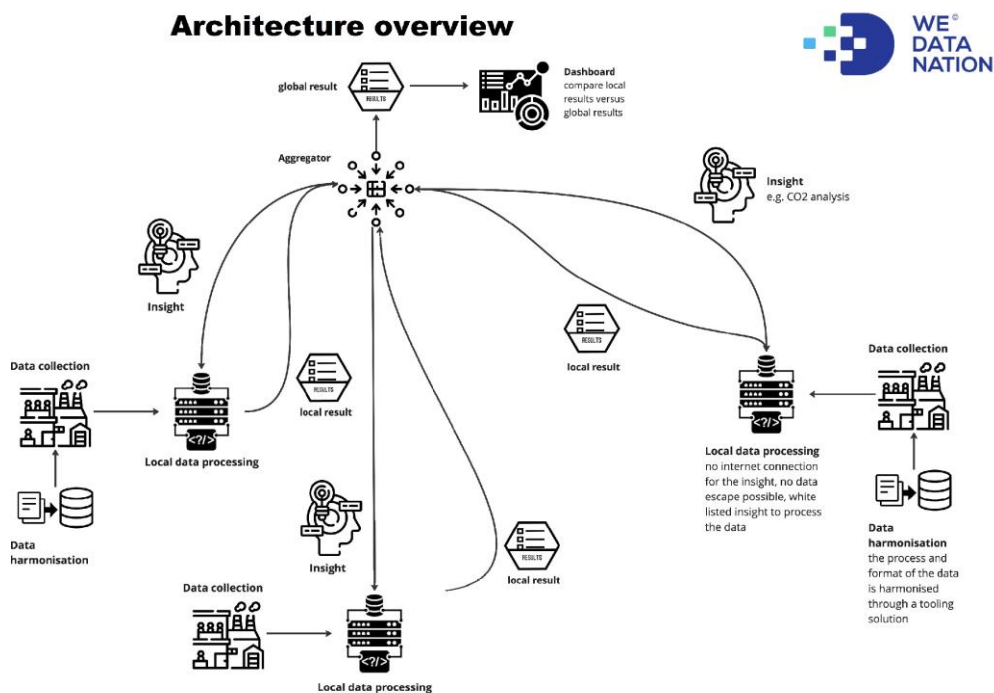 Architecture overview
WE©
DATA
NATION
global result
RESULTS
Dashboard
compare local
results versus
global results
Aggregator
Insight
e.g. CO2 analysis
Insight
RESULTS
local result
RESULTS
local result
Data collection
Data collection
<?/>
<?/>
Local data processing
Local data processing
no internet connection
for the insight, no data
escape possible, white
listed insight to process
the data
Data
harmonisation
Data
harmonisation
the process and
format of the data
is harmonised
through a tooling
solution
Insight
RESULTS
local result
Data collection
<?/>
Local data processing